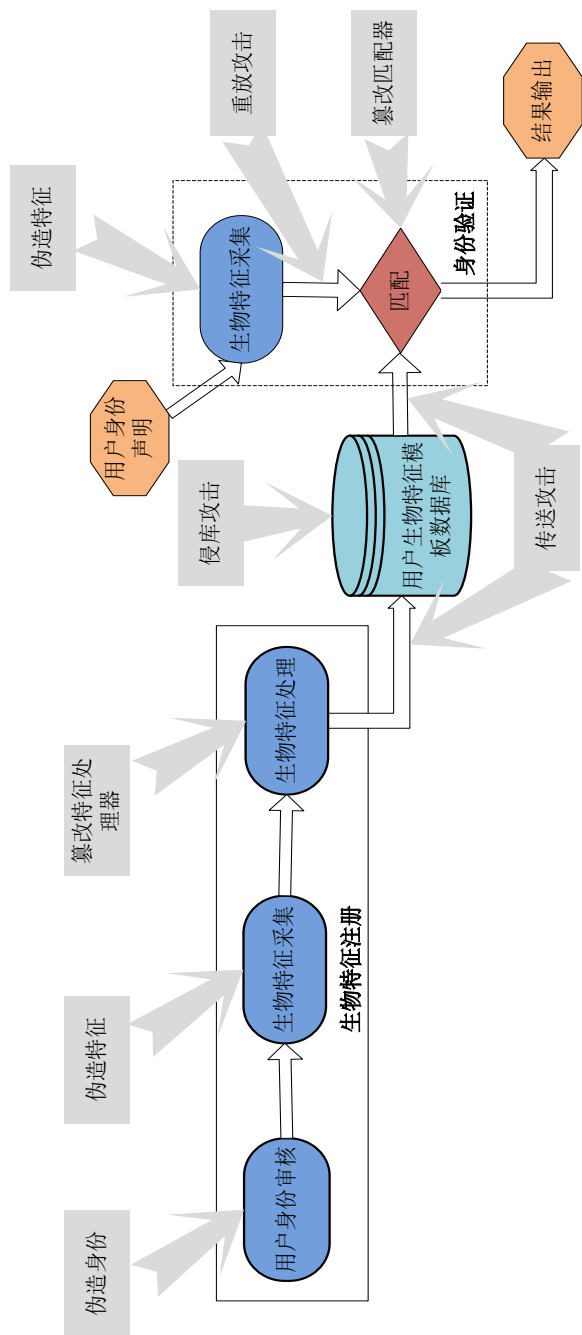 伪造身份
伪造特征
篡改特征处
理器
侵库攻击
伪造特征
重放攻击
篡改匹配器
用户身份
声明
用户身份审核
生物特征采集
生物特征处理
生物特征注册
用户生物特征模
板数据库
生物特征采集
匹配
身份验证
传送攻击
结果输出